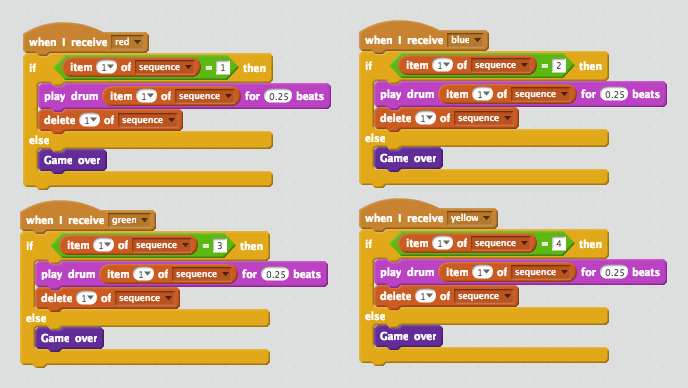 when I receive red
if item 1 of sequence = 1 then
play drum item 1 of sequence for 0.25 beats
delete 1 of sequence
else
Game over
when I receive blue
if item 1 of sequence = 2 then
play drum item 1 of sequence for 0.25 beats
delete 1 of sequence
else
Game over
when I receive green
if item 1 of sequence = 3 then
play drum item 1 of sequence for 0.25 beats
delete 1 of sequence
else
Game over
when I receive yellow
if item 1 of sequence = 4 then
play drum item 1 of sequence for 0.25 beats
delete 1 of sequence
else
Game over